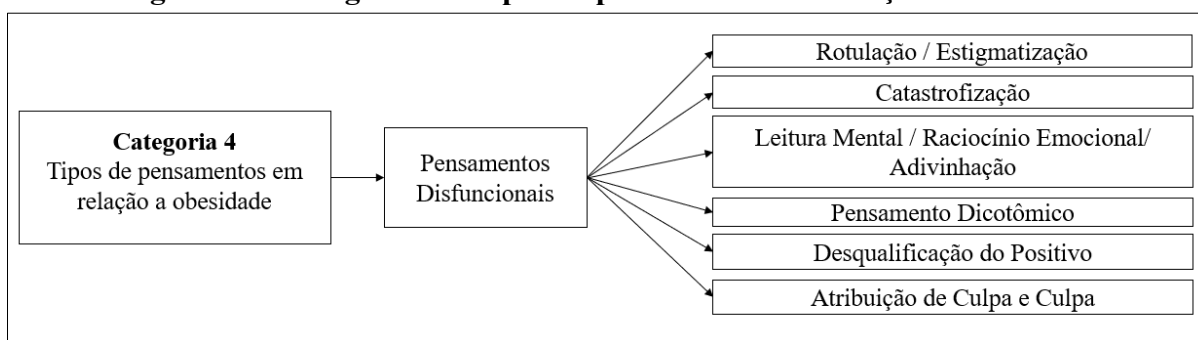 Categoria 4
Tipos de pensamentos em
relação a obesidade
Pensamentos
Disfuncionais
Rotulação / Estigmatização
Catastrofização
Leitura Mental / Raciocínio Emocional/
Adivinhação
Pensamento Dicotômico
Desqualificação do Positivo
Atribuição de Culpa e Culpa